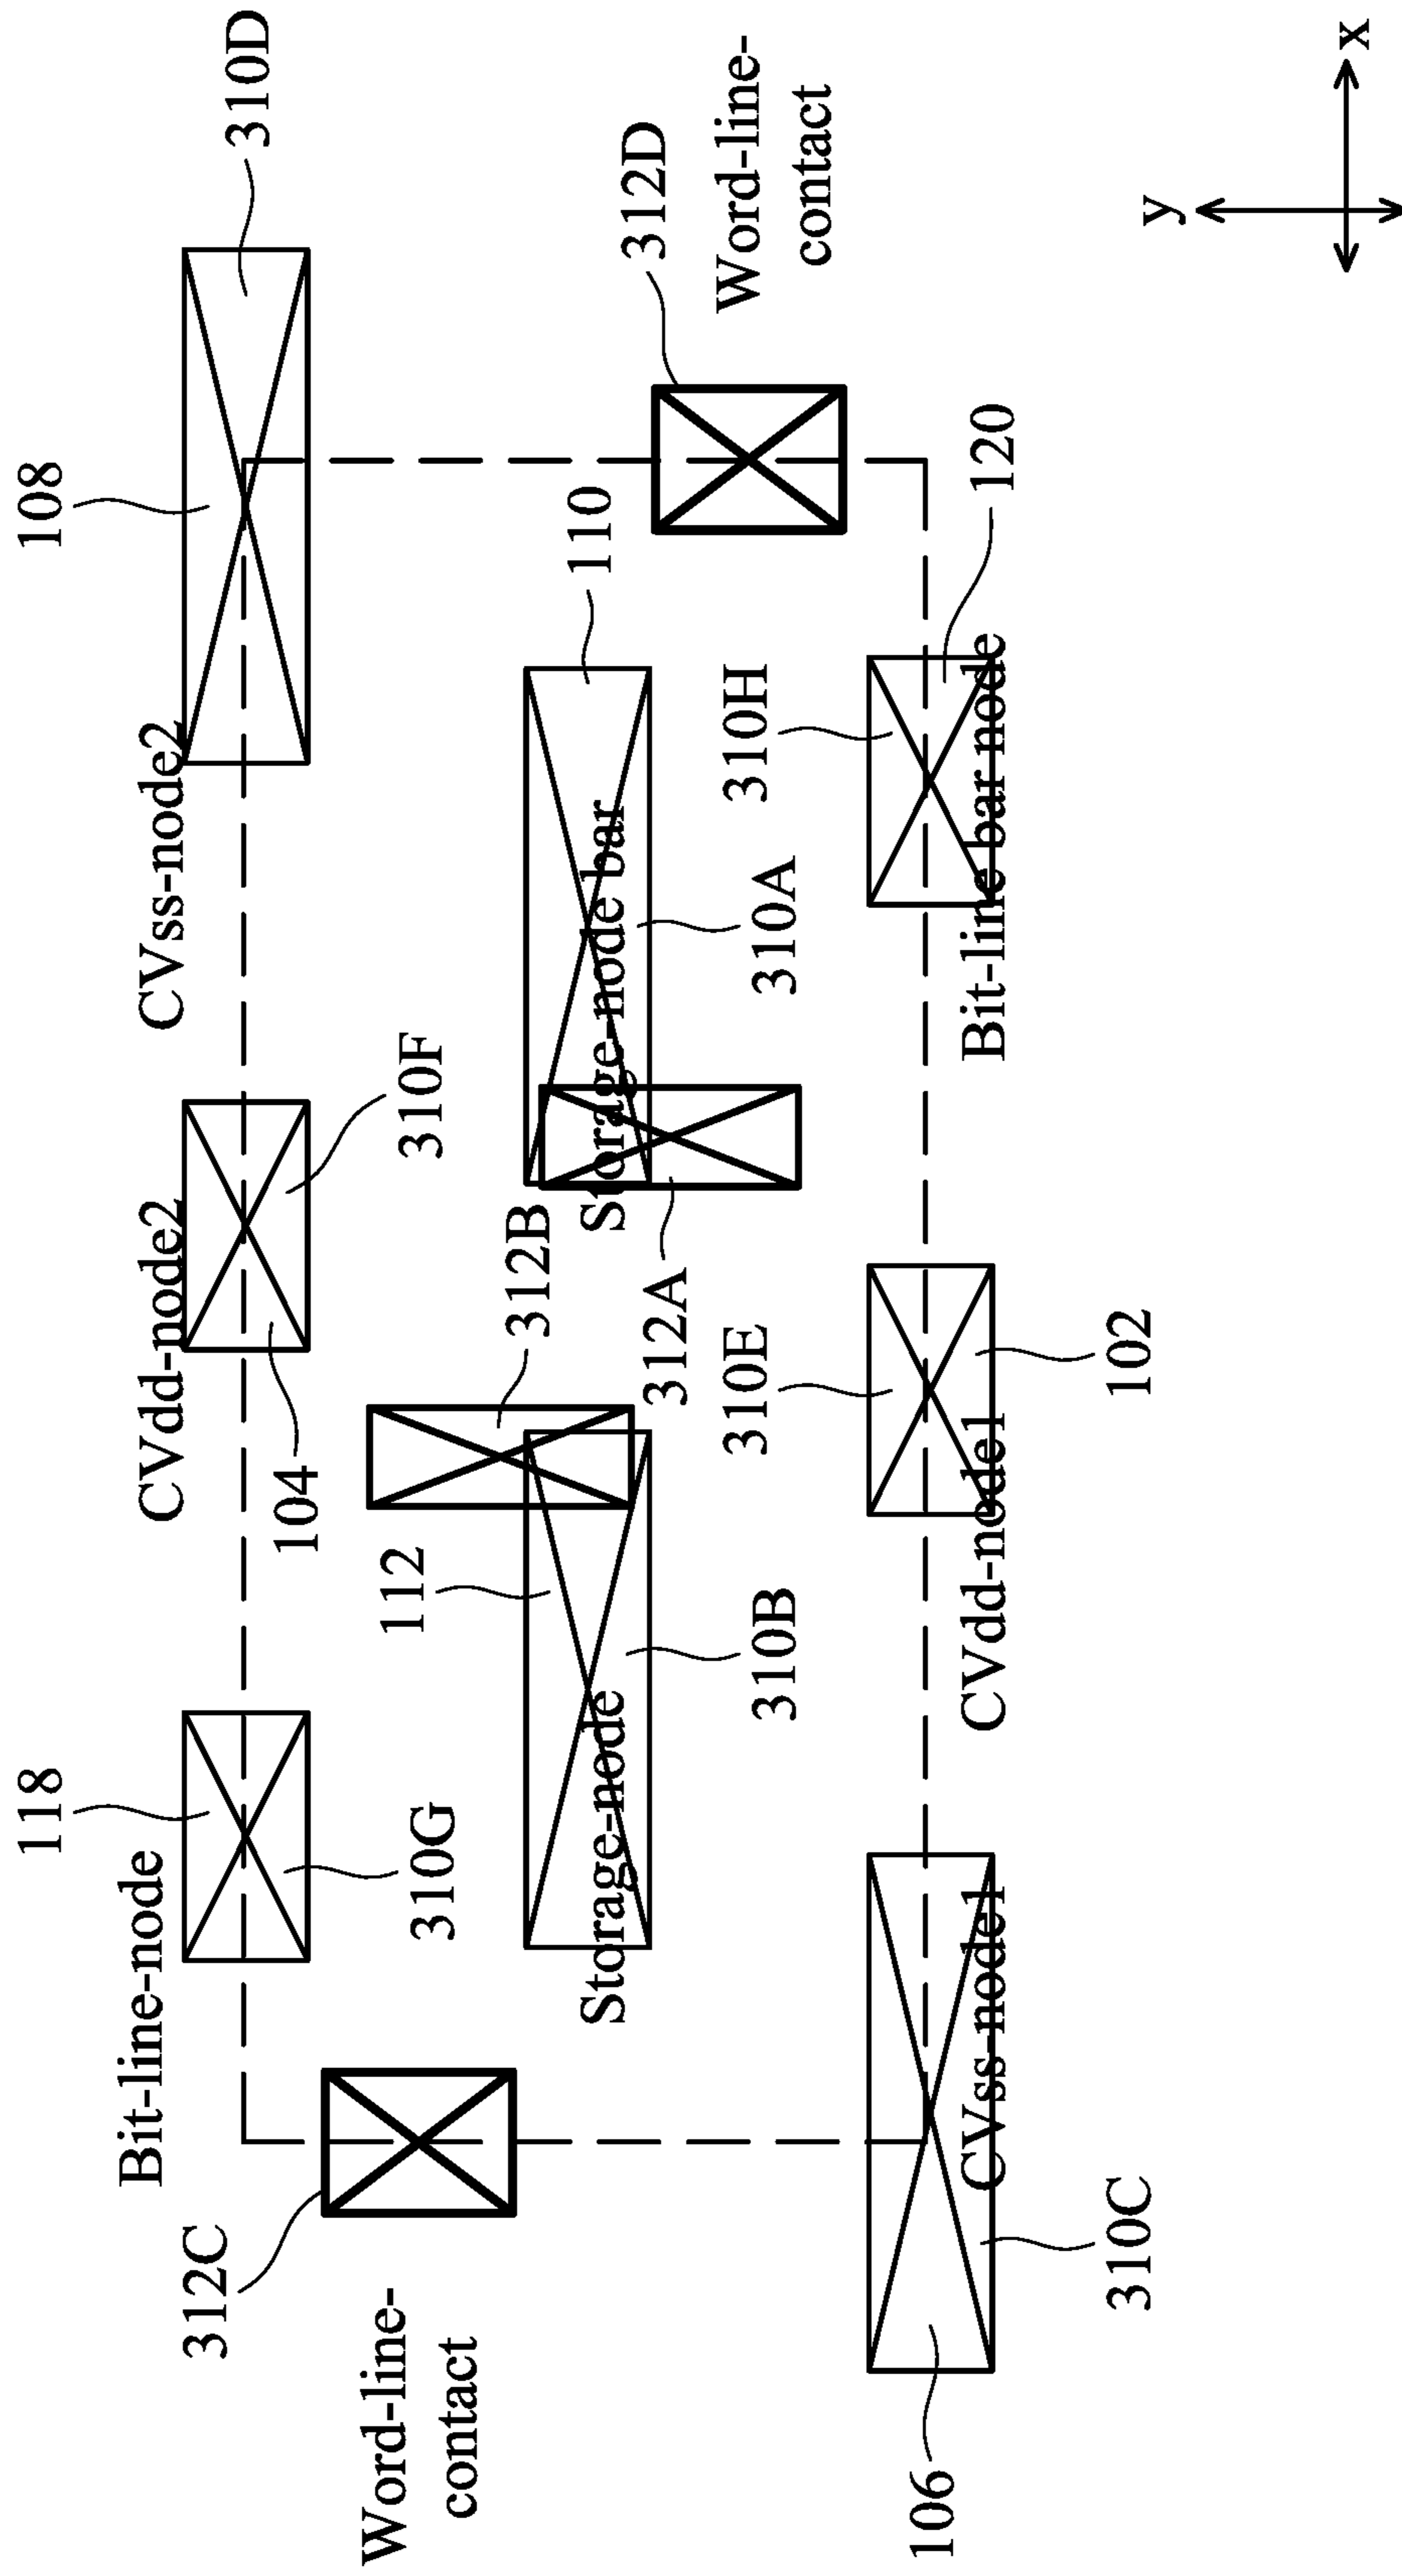 118
108
310D
Bit-line-node
CVdd-node2
CVss-node2
312C
104
310F
310G
112
312B
110
312D
Word-line-
contact
Word-line-
contact
Storage-node
Storage-node bar
310B
312A
310E
310A
310H
120
CVss-node1
CVdd-node1
Bit-line bar node
106
310C
102
y
x